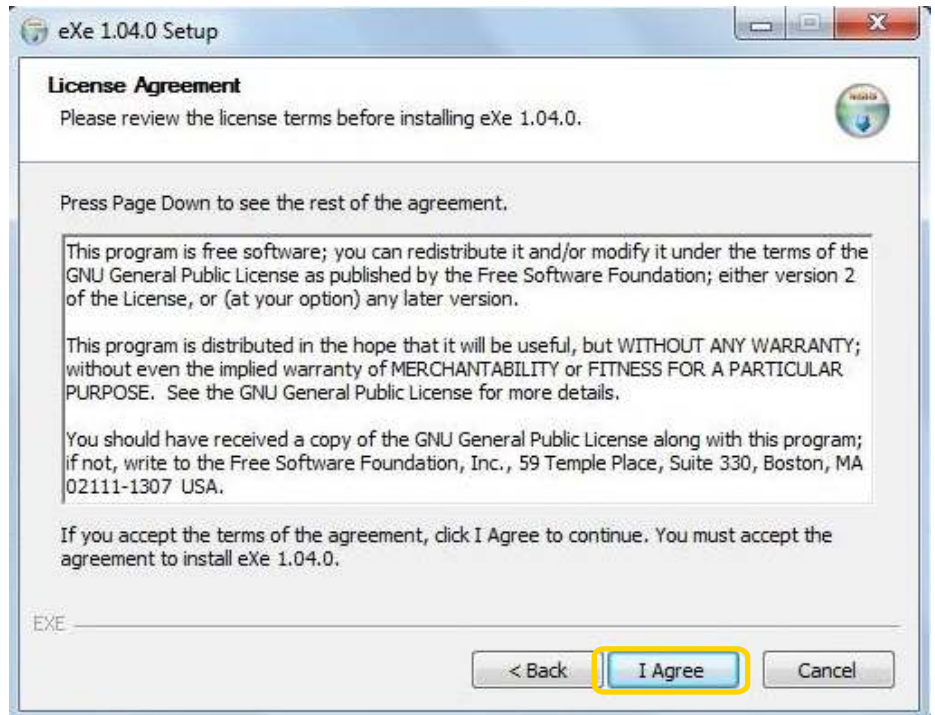 eXe 1.04.0 Setup
License Agreement
Please review the license terms before installing eXe 1.04.0.
Press Page Down to see the rest of the agreement.
This program is free software; you can redistribute it and/or modify it under the terms of the
GNU General Public License as published by the Free Software Foundation; either version 2
of the License, or (at your option) any later version.
This program is distributed in the hope that it will be useful, but WITHOUT ANY WARRANTY;
without even the implied warranty of MERCHANTABILITY or FITNESS FOR A PARTICULAR
PURPOSE.  See the GNU General Public License for more details.
You should have received a copy of the GNU General Public License along with this program;
if not, write to the Free Software Foundation, Inc., 59 Temple Place, Suite 330, Boston, MA
02111-1307 USA.
If you accept the terms of the agreement, click I Agree to continue. You must accept the
agreement to install eXe 1.04.0.
EXE
< Back I Agree Cancel